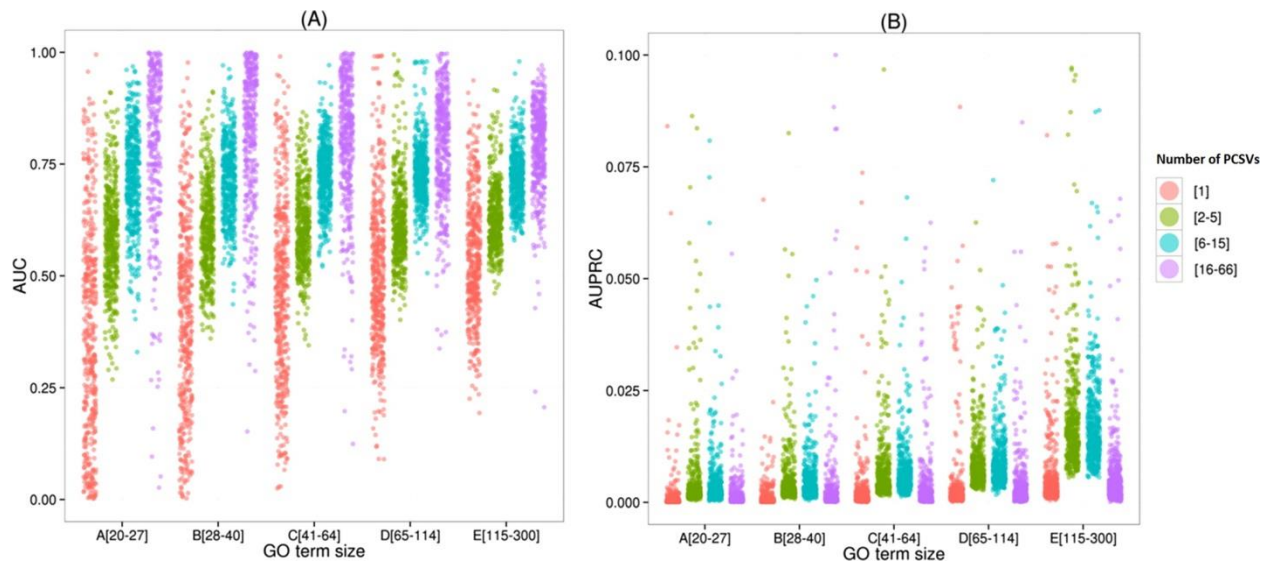 (A)
1.00
0.75
0.50
0.25
0.00
AUC
A[20-27] B[28-40] C[41-64] D[65-114] E[115-300]
GO term size
(B)
0.100
0.075
0.050
0.025
0.000
AUPRC
A[20-27] B[28-40] C[41-64] D[65-114] E[115-300]
GO term size
Number of PCSVs
[1]
[2-5]
[6-15]
[16-66]